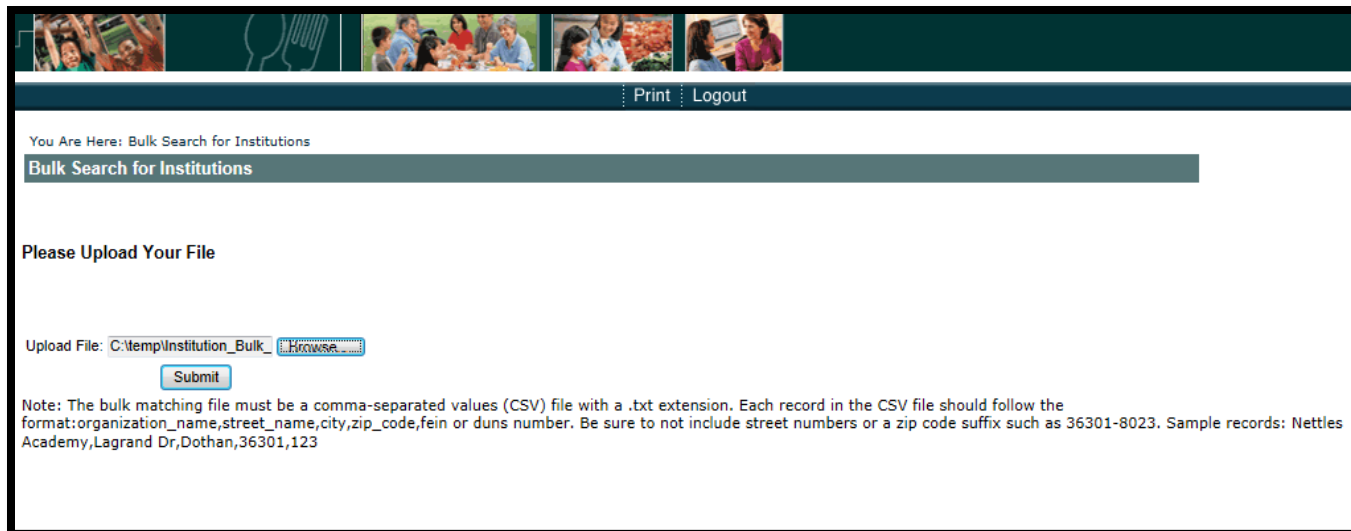 Print Logout
You Are Here: Bulk Search for Institutions
Bulk Search for Institutions
Please Upload Your File
Upload File: C:\temp\Institution_Bulk_ Browse...
Submit
Note: The bulk matching file must be a comma-separated values (CSV) file with a .txt extension. Each record in the CSV file should follow the
format:organization_name,street_name,city,zip_code,fein or duns number. Be sure to not include street numbers or a zip code suffix such as 36301-8023. Sample records: Nettles
Academy,Lagrand Dr,Dothan,36301,123